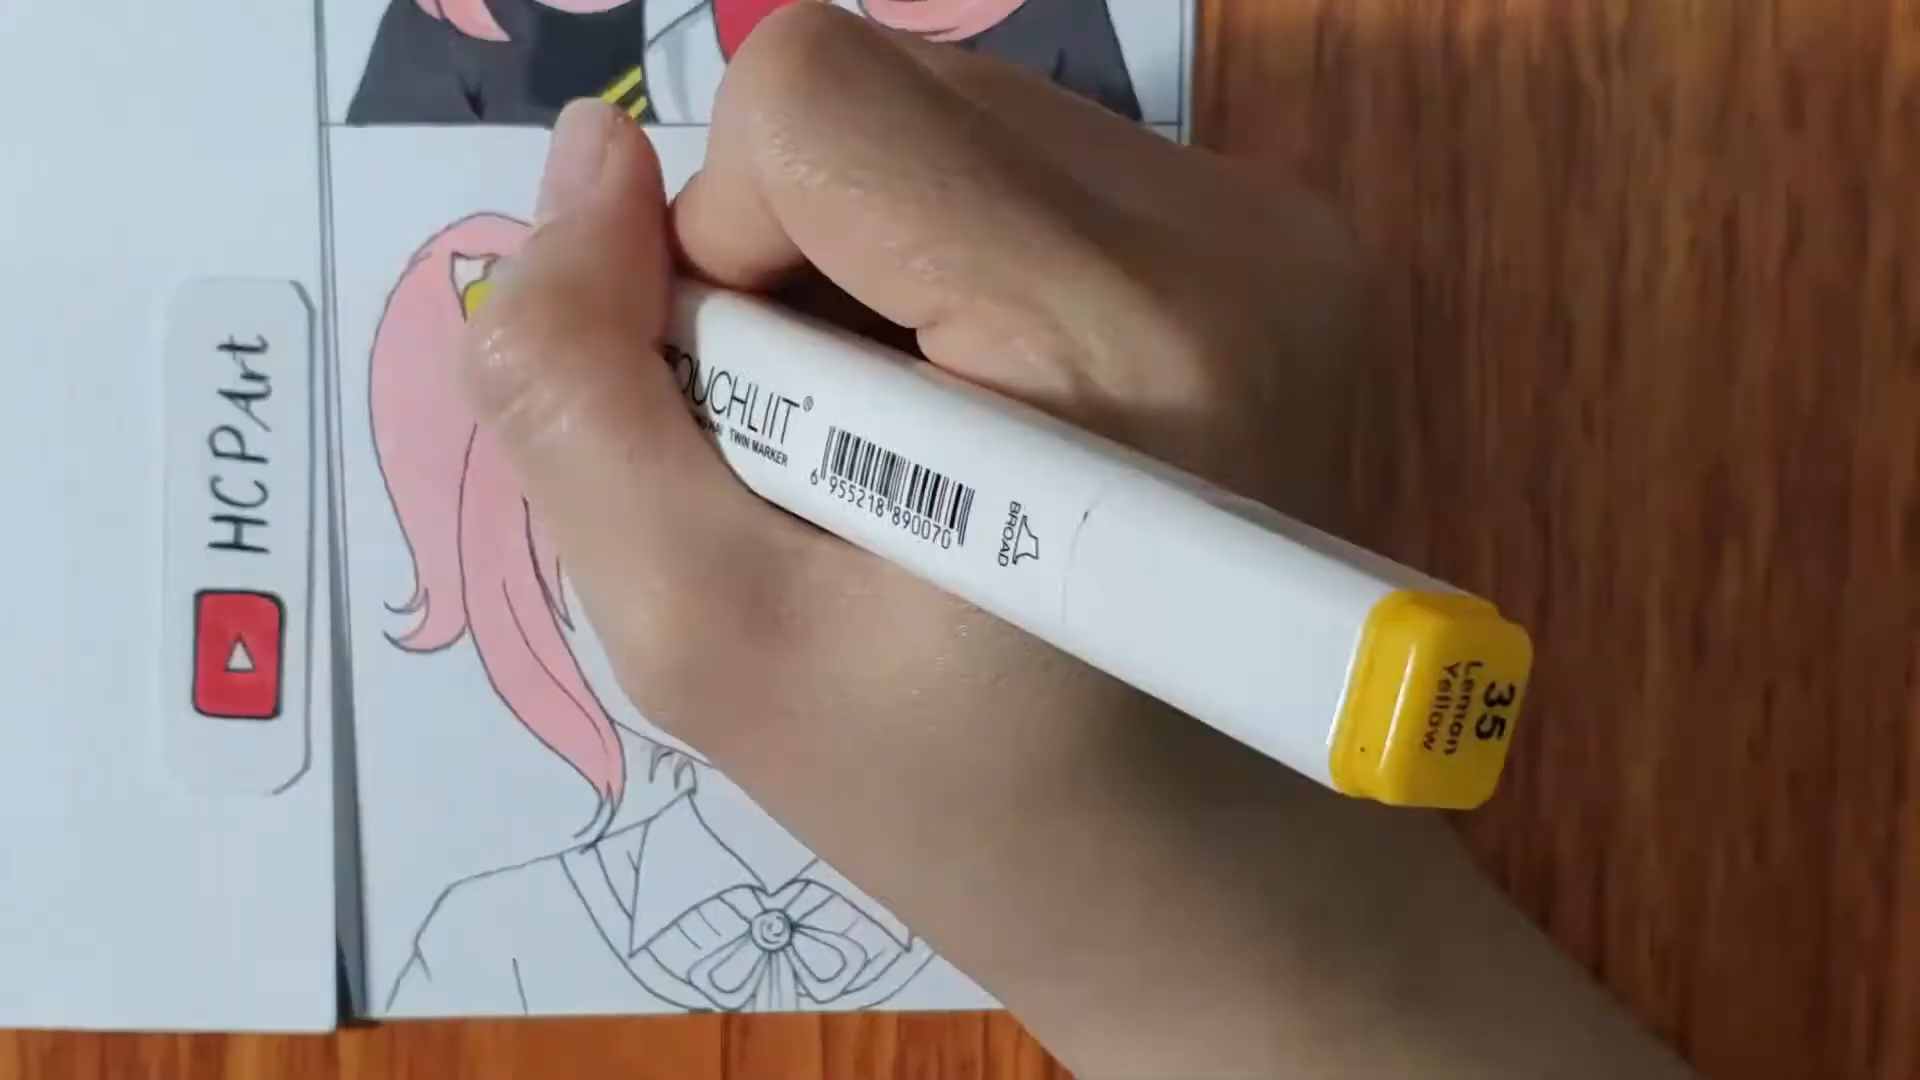 HCPArt
OUCHLIIT®
TWIN MARKER
6 955218 890070
BROAD
35
Lemon
Yellow